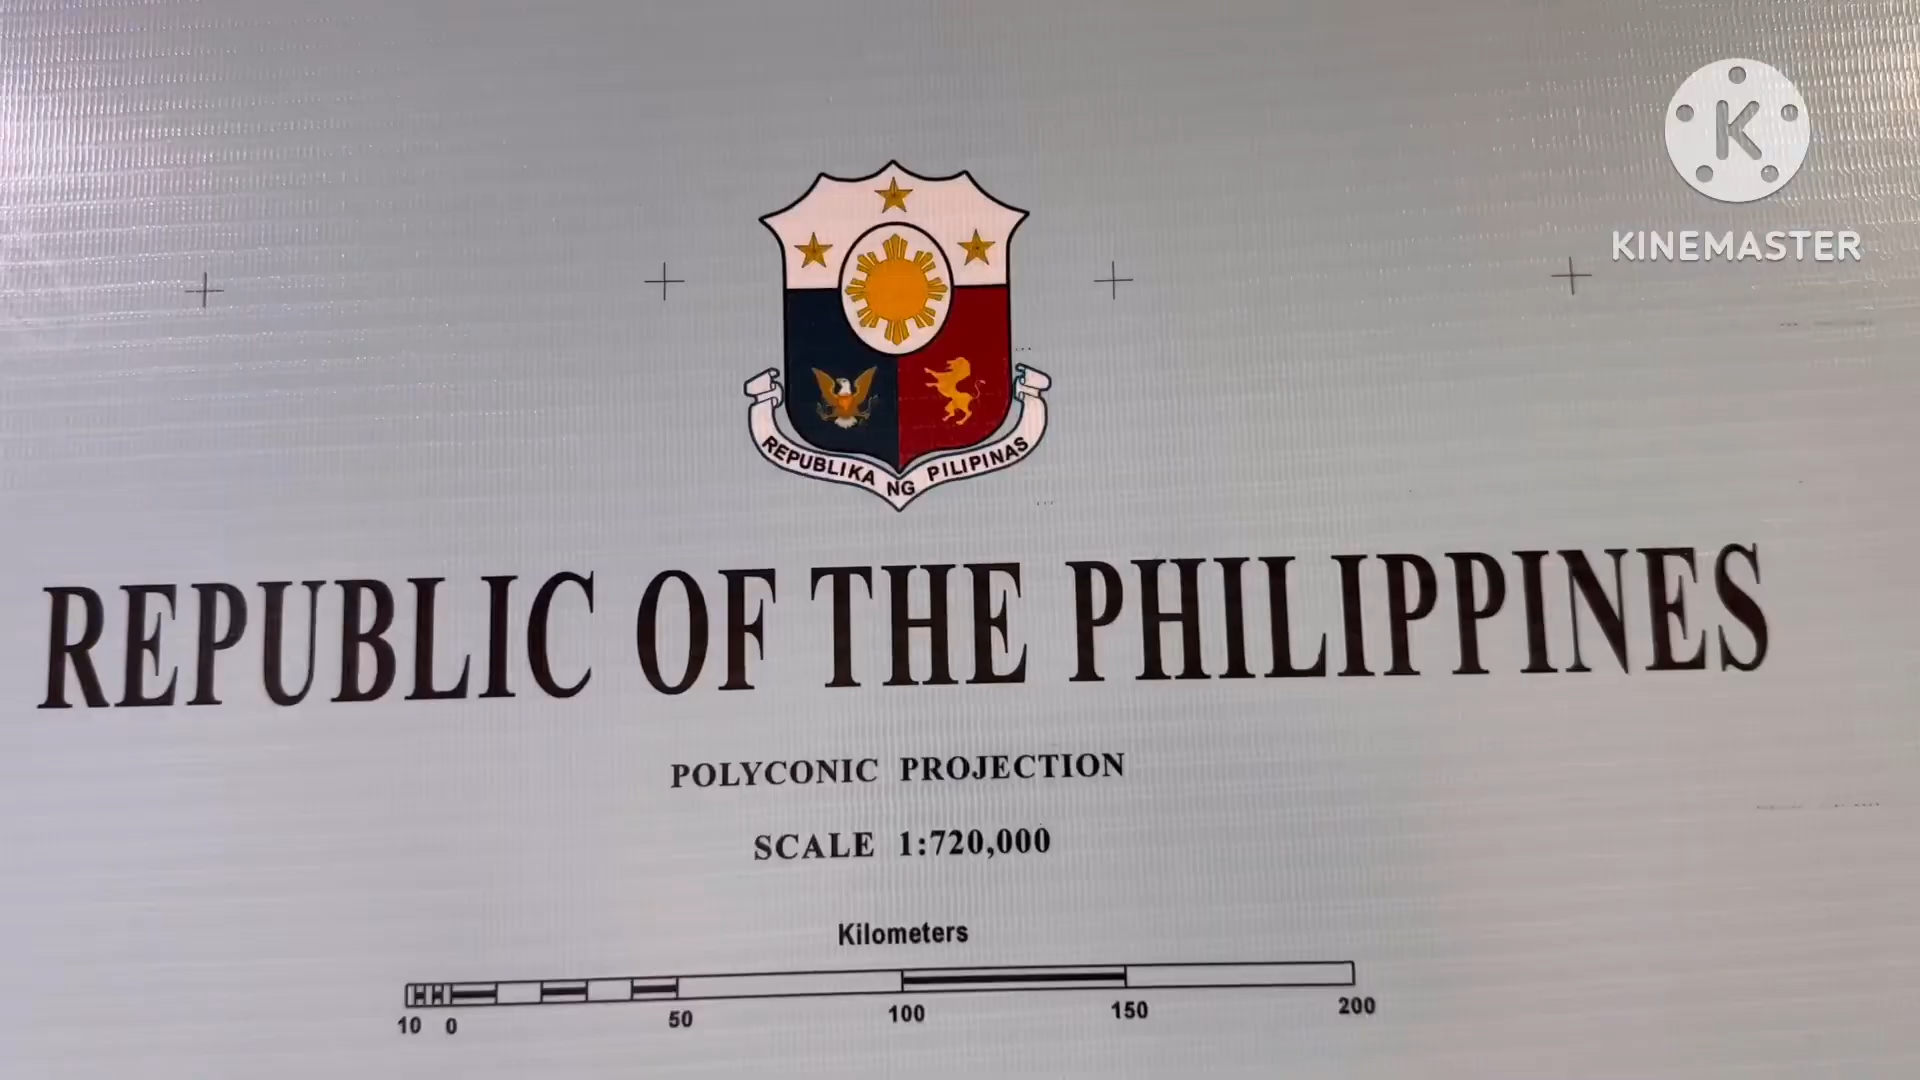 K
KINEMASTER
REPUBLIKA NG PILIPINAS
REPUBLIC OF THE PHILIPPINES
POLYCONIC PROJECTION
SCALE 1:720,000
Kilometers
10 0 50 100 150 200